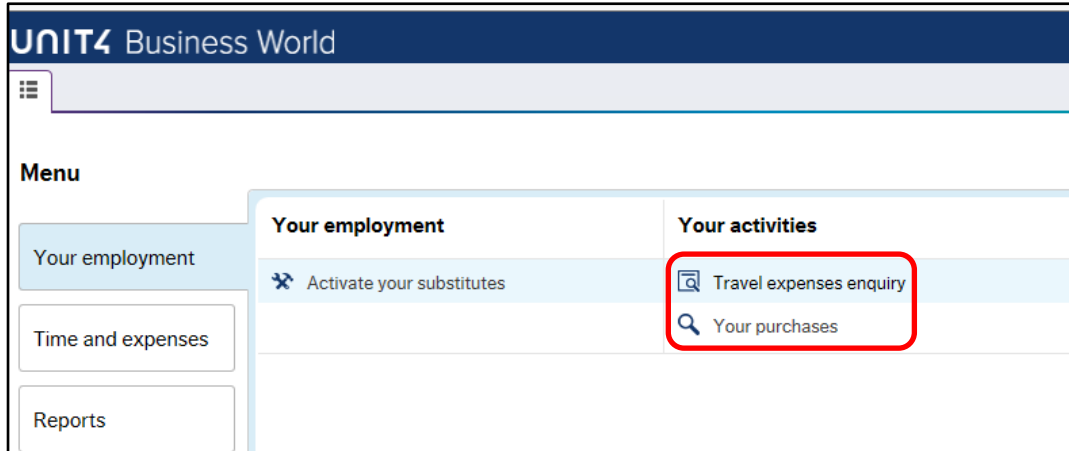 UNIT4 Business World
Menu
Your employment
Time and expenses
Reports
Your employment
Your activities
Activate your substitutes
Travel expenses enquiry
Your purchases